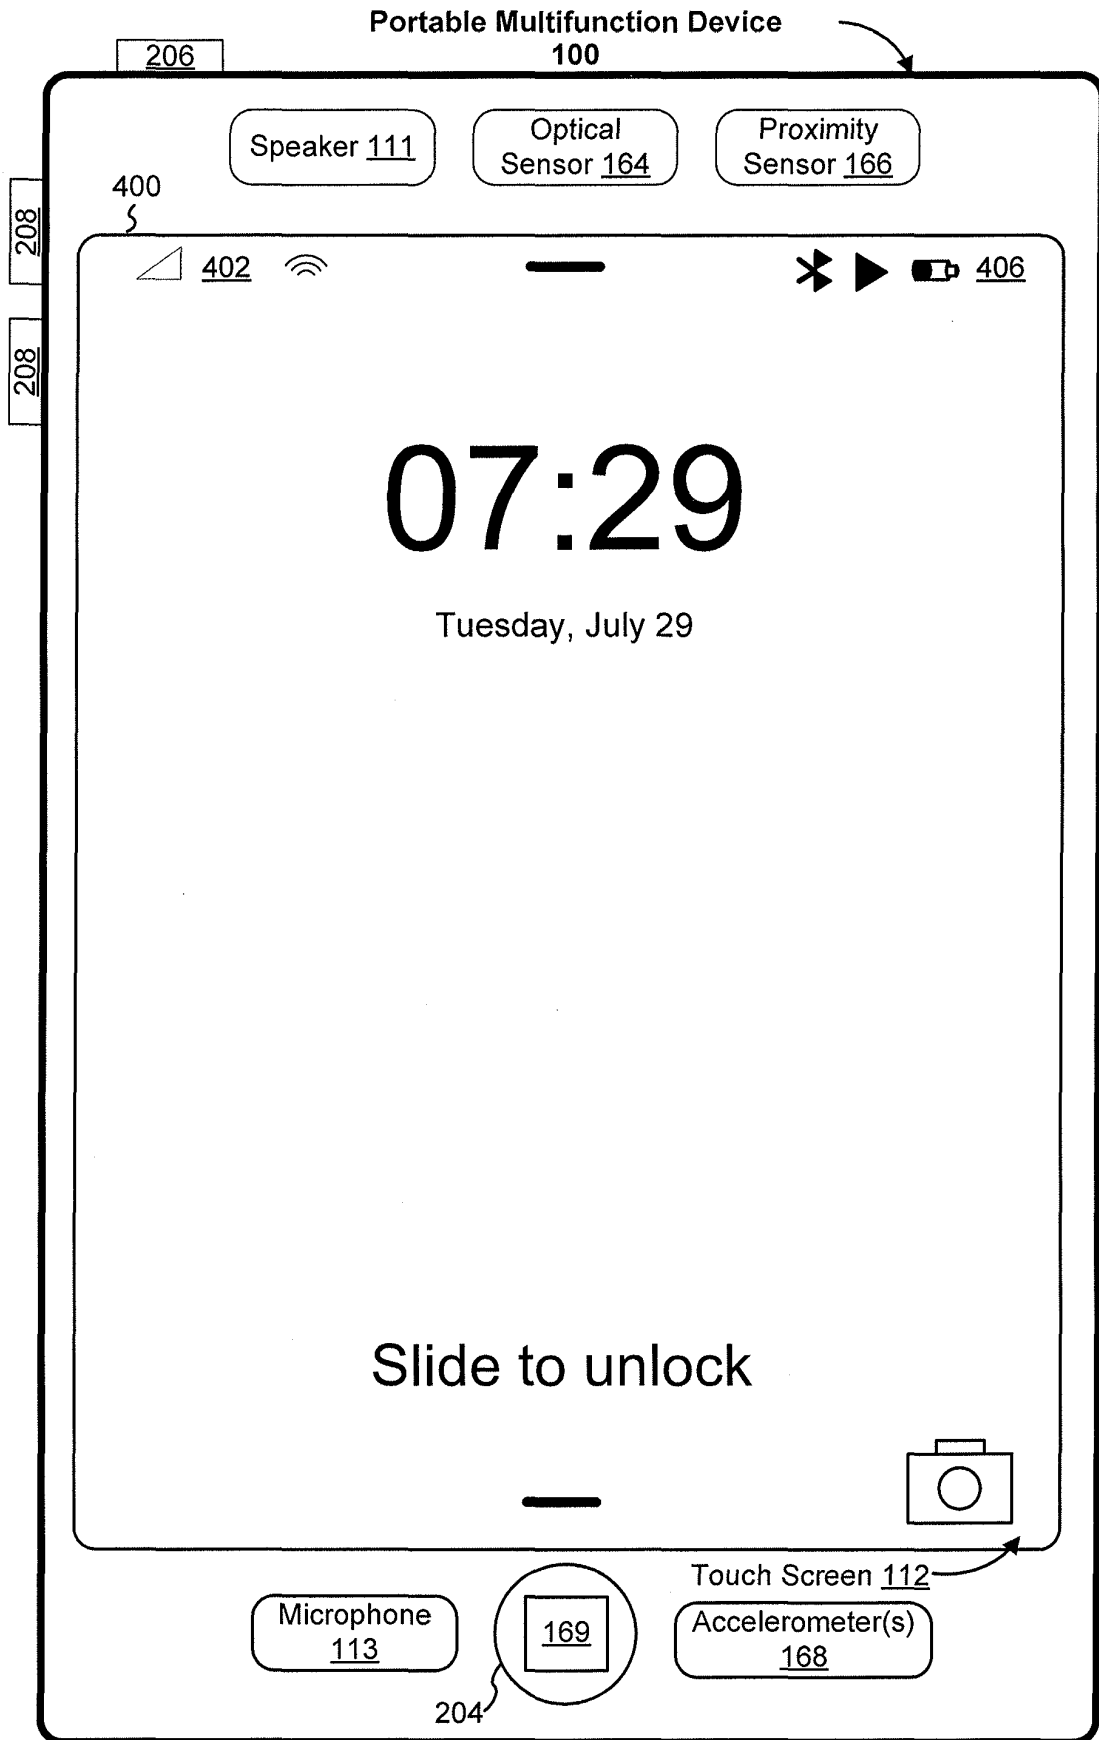 Portable Multifunction Device
100
206
Speaker 111
Optical
Sensor 164
Proximity
Sensor 166
400
208
402
406
208
07:29
Tuesday, July 29
Slide to unlock
Touch Screen 112
Microphone
113
169
Accelerometer(s)
168
204